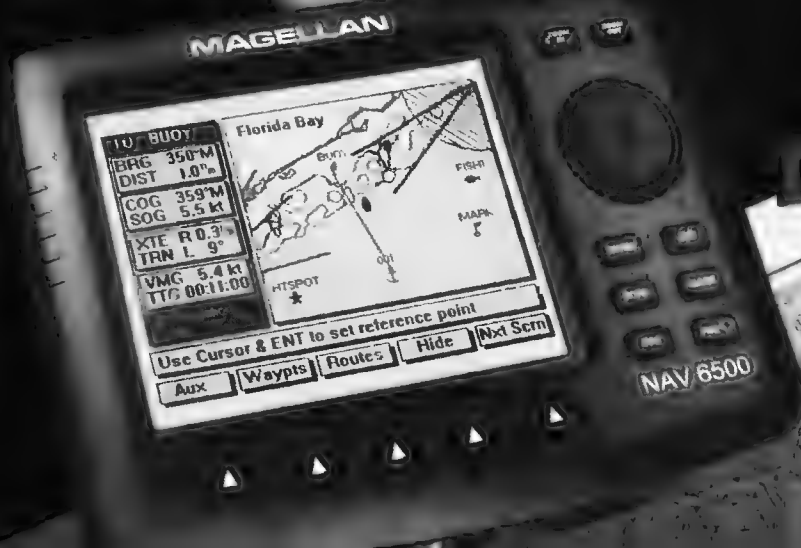 MAGELLAN
TO BUOY
BRG 350°M
DIST 1.0
COG 359°M
SOG 5.5 kt
XTE R 0.3
TRN L 9°
VMG 5.4 kt
TTG 00:11:00
Florida Bay
FISH1
MARK
001
HTSPOT
Use Cursor & ENT to set reference point
Aux
Waypts
Routes
Hide
Nxt Scrn
NAV 6500